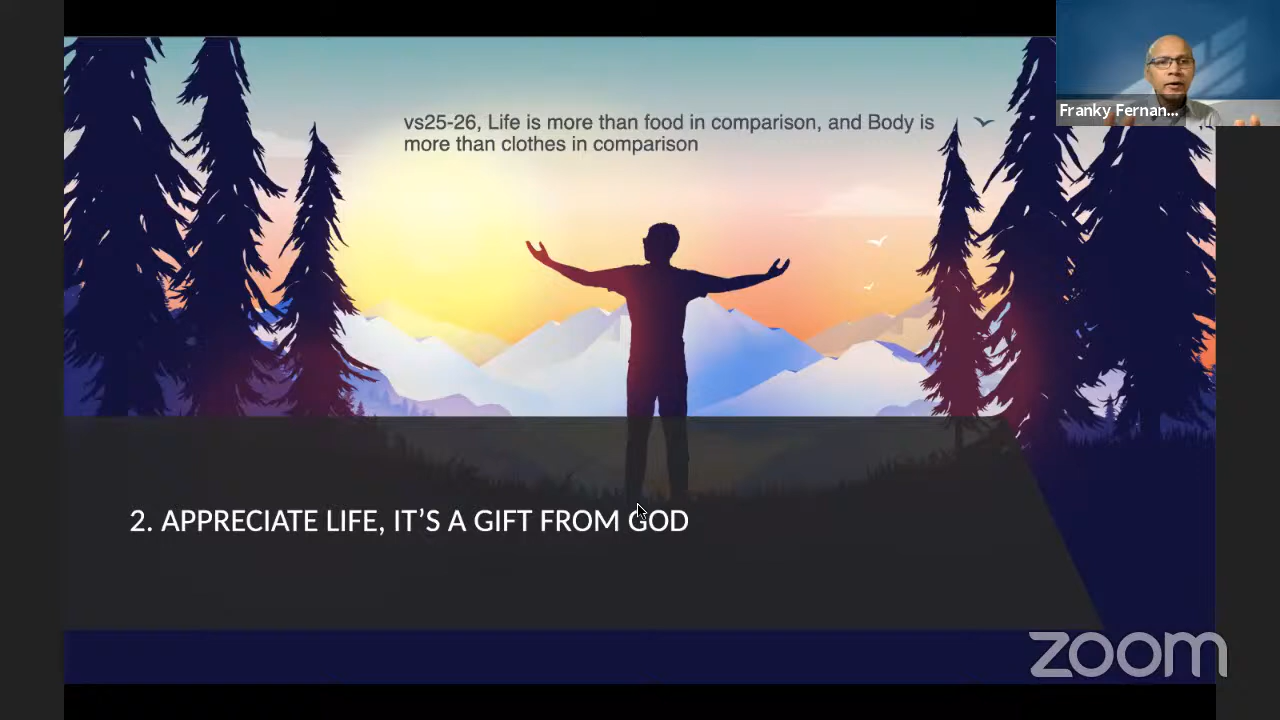 Franky Fernan...
vs25-26, Life is more than food in comparison, and Body is
more than clothes in comparison
2. APPRECIATE LIFE, IT’S A GIFT FROM GOD
zoom